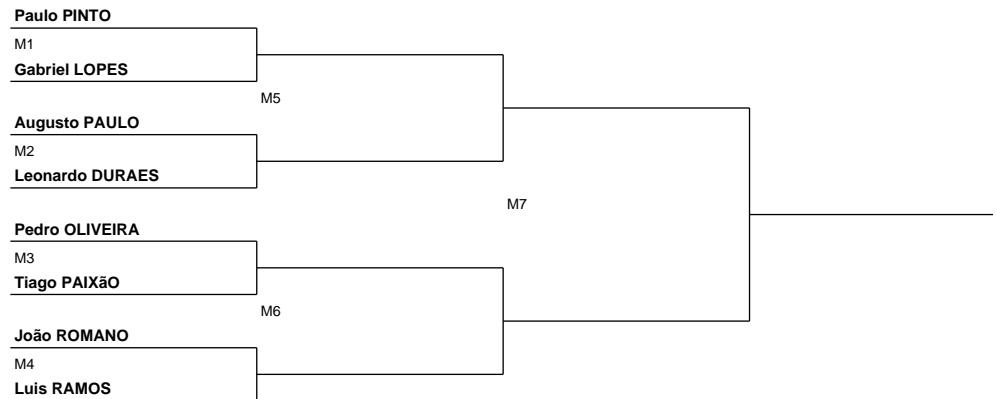 Paulo PINTO
M1
Gabriel LOPES
M5
Augusto PAULO
M2
Leonardo DURAES
M7
Pedro OLIVEIRA
M3
Tiago PAIXãO
M6
João ROMANO
M4
Luis RAMOS